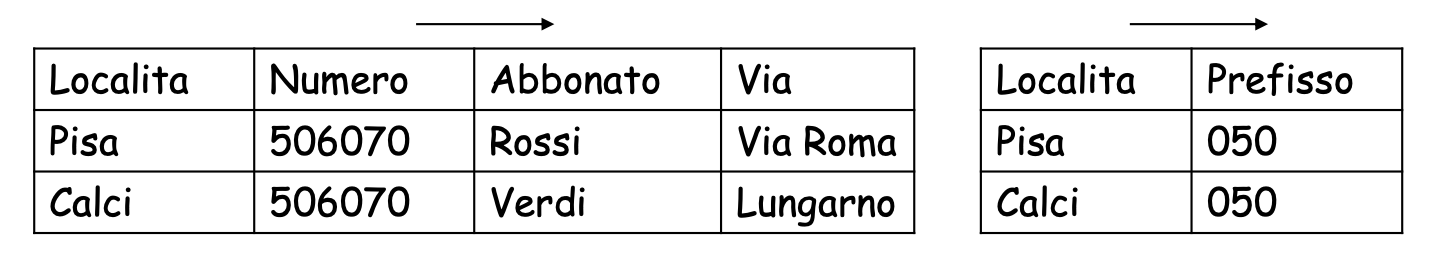 Localita Numero Abbonato Via
Pisa 506070 Rossi Via Roma
Calci 506070 Verdi Lungarno
Localita Prefisso
Pisa 050
Calci 050